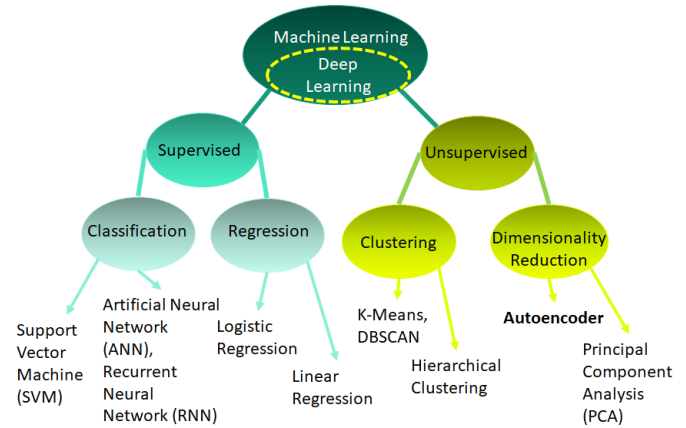 Machine Learning
Deep
Learning
Supervised
Unsupervised
Classification
Regression
Clustering
Dimensionality
Reduction
Support
Vector
Machine
(SVM)
Artificial Neural
Network
(ANN),
Recurrent
Neural
Network (RNN)
Logistic
Regression
Linear
Regression
K-Means,
DBSCAN
Hierarchical
Clustering
Autoencoder
Principal
Component
Analysis
(PCA)